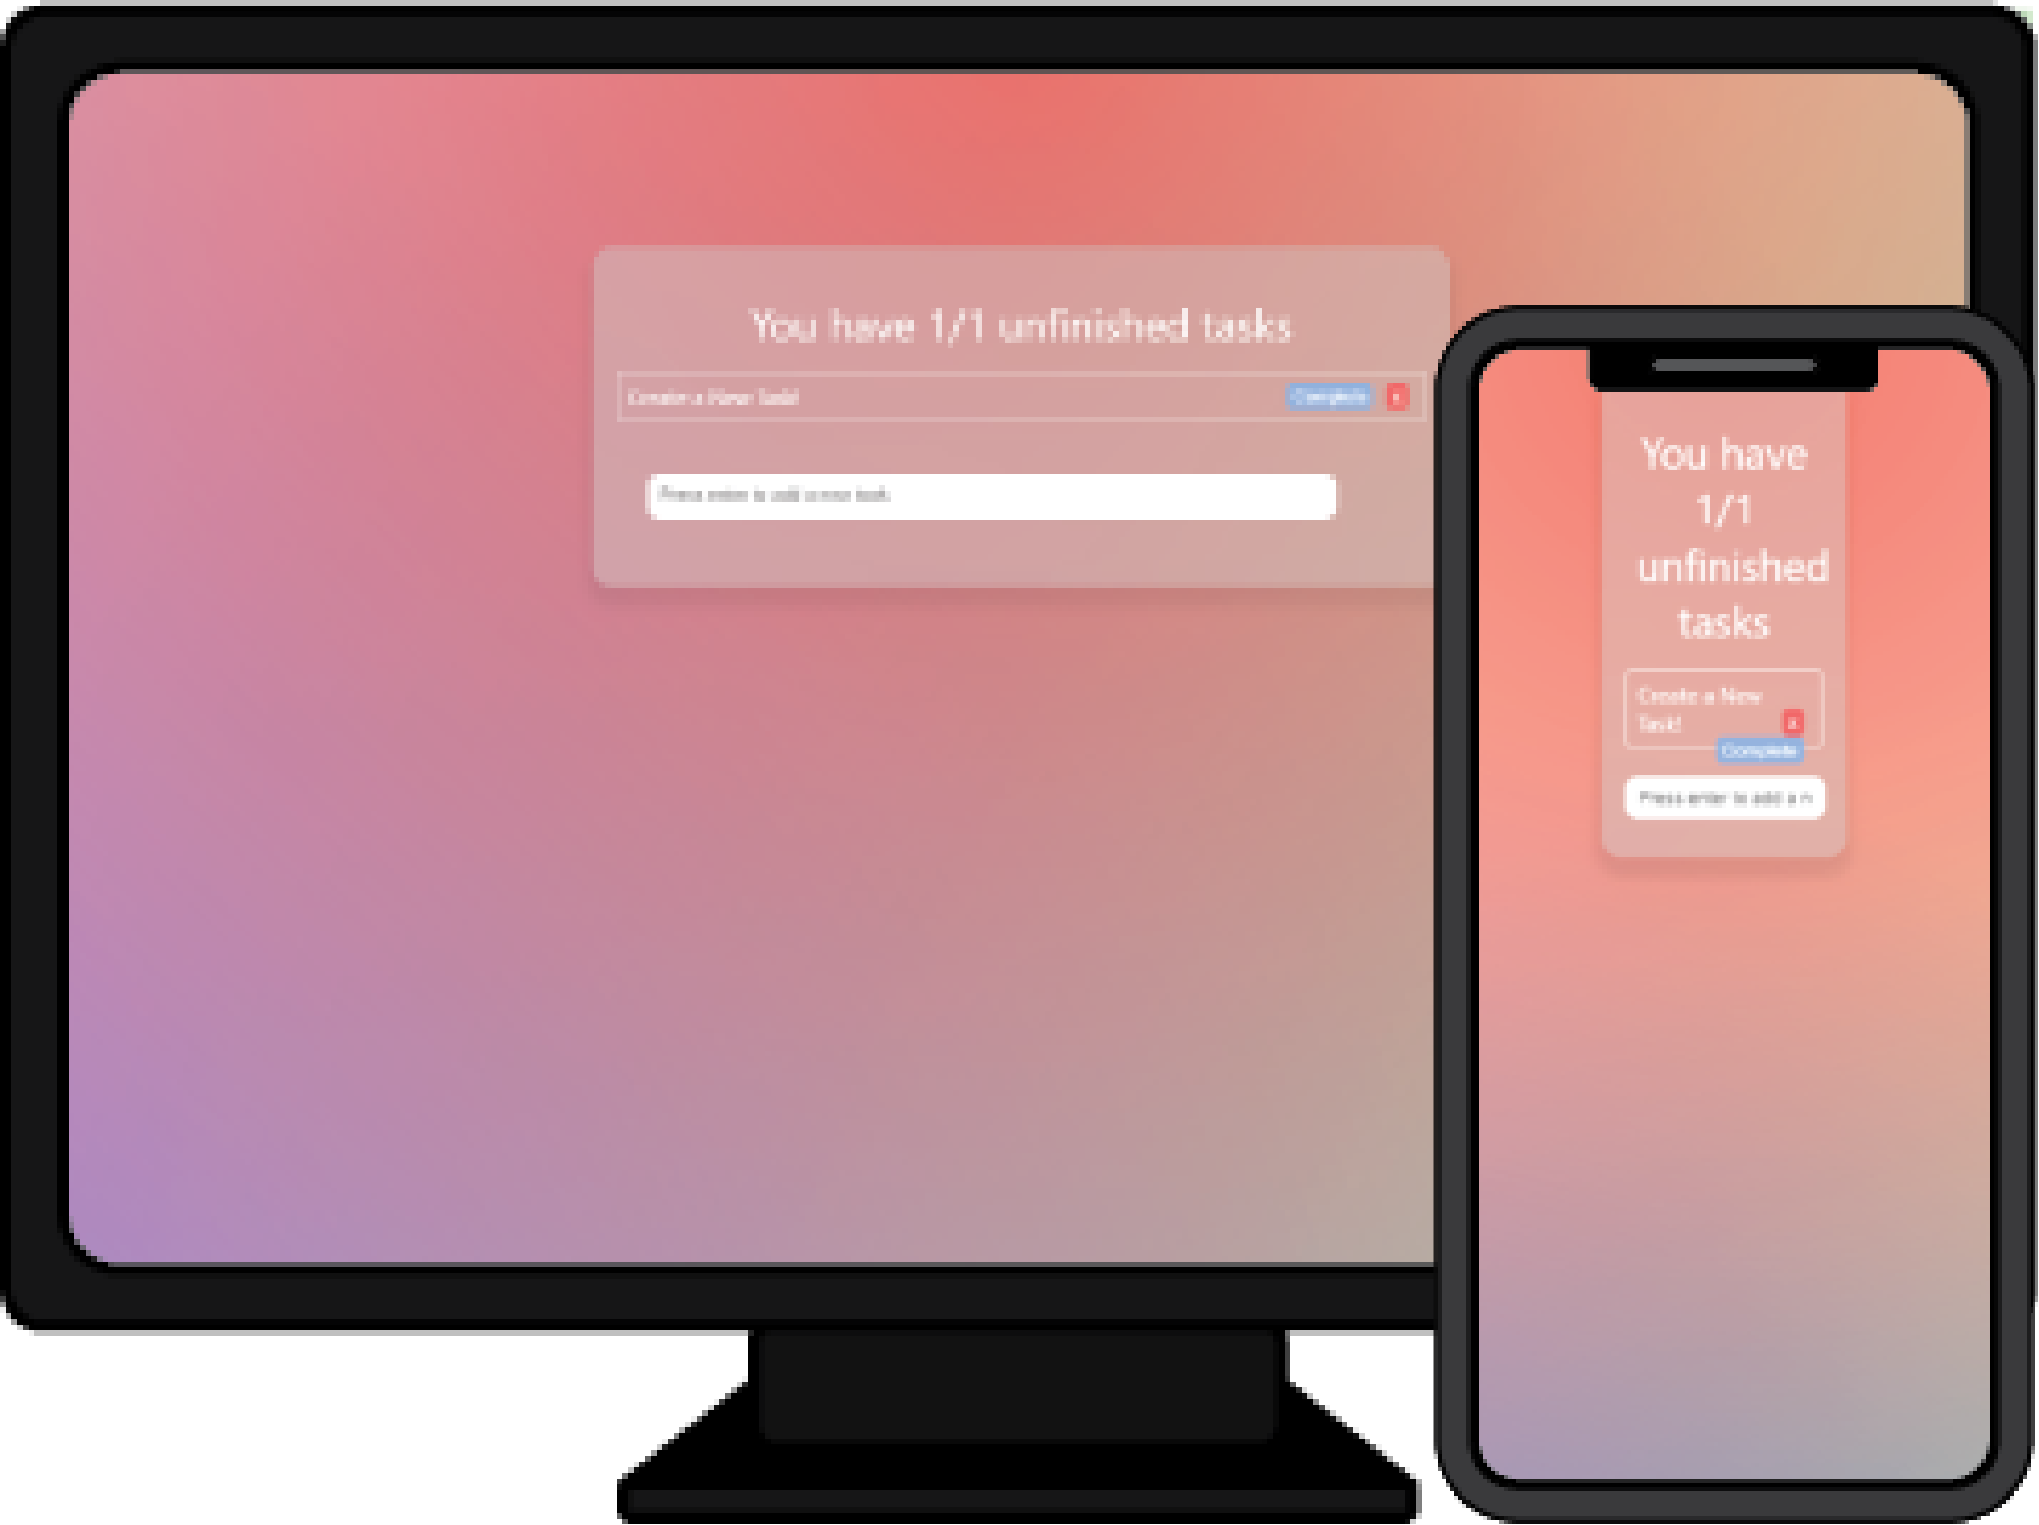 You have 1/1 unfinished tasks
Create a New Task!
Complete
x
Press enter to add a new task
You have
1/1
unfinished
tasks
Create a New
Task!
x
Complete
Press enter to add a n